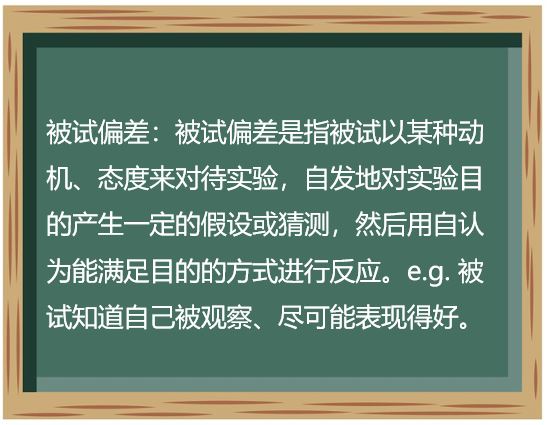 被试偏差：被试偏差是指被试以某种动
机、态度来对待实验，自发地对实验目
的产生一定的假设或猜测，然后用自认
为能满足目的的方式进行反应。e.g. 被
试知道自己被观察、尽可能表现得好。